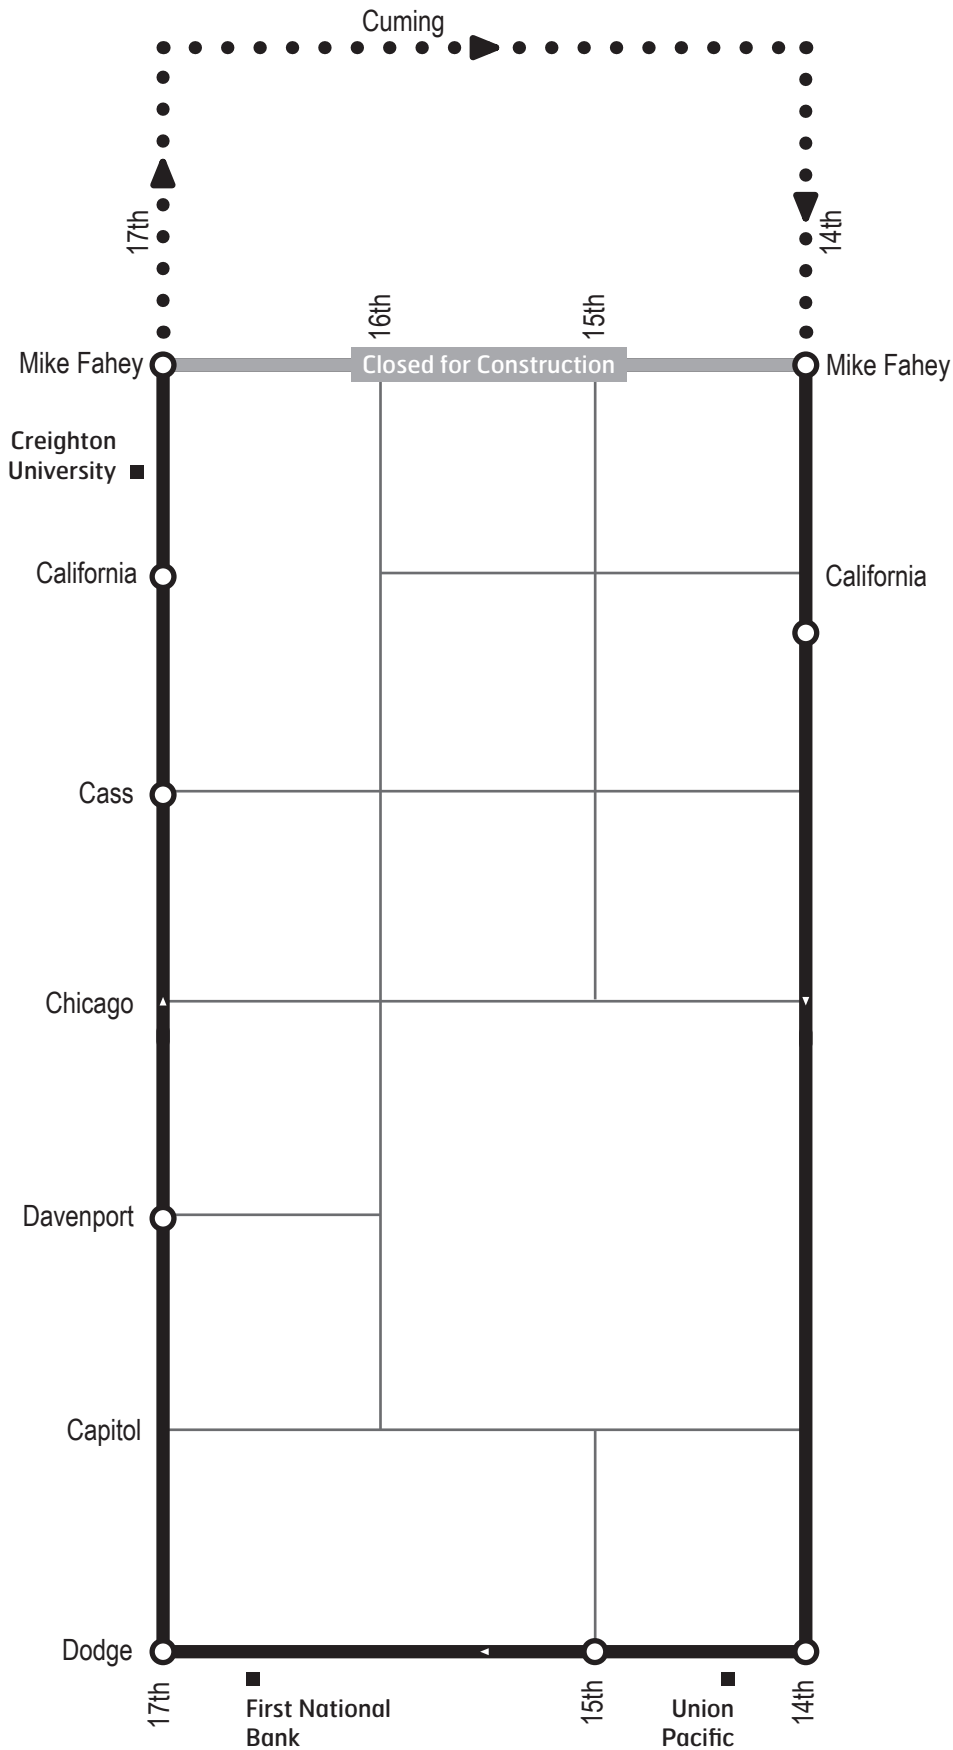 Cuming
17th
14th
16th
15th
Mike Fahey
Closed for Construction
Mike Fahey
Creighton
University
California
California
Cass
Chicago
Davenport
Capitol
Dodge
17th
First National
Bank
15th
Union
Pacific
14th